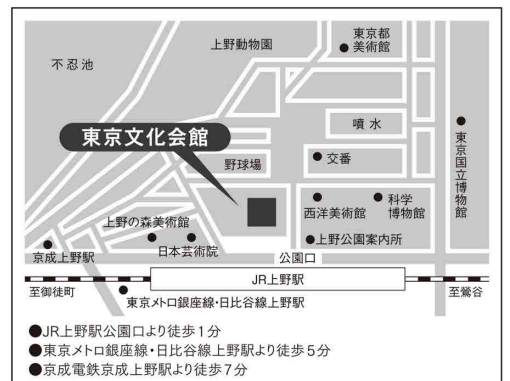 東京都
美術館
上野動物園
不忍池
噴水
東京文化会館
野球場
交番
東京国立博物館
西洋美術館
科学
博物館
上野の森美術館
日本芸術院
上野公園案内所
京成上野駅
公園口
JR上野駅
至御徒町
至鶯谷
東京メトロ銀座線・日比谷線上野駅
●JR上野駅公園口より徒歩1分
●東京メトロ銀座線・日比谷線上野駅より徒歩5分
●京成電鉄京成上野駅より徒歩7分